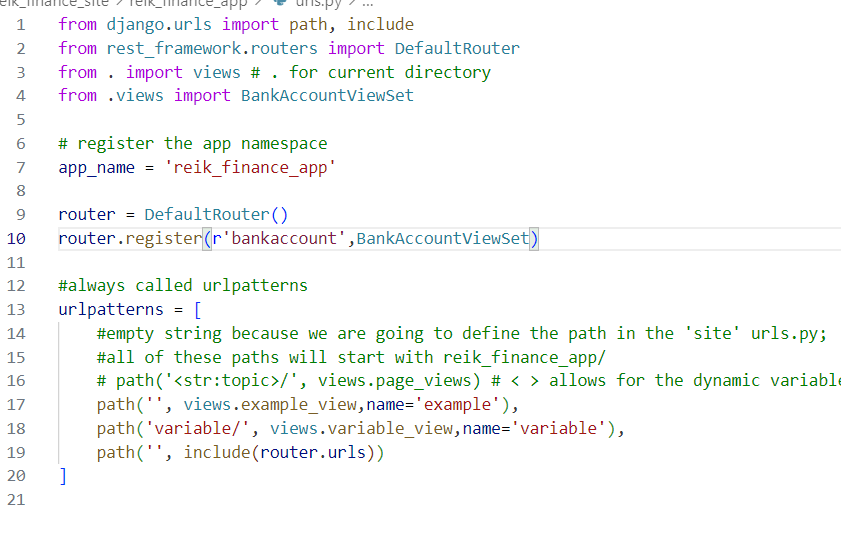 reik_finance_site > reik_finance_app > urls.py > ...
1 from django.urls import path, include
2 from rest_framework.routers import DefaultRouter
3 from . import views # . for current directory
4 from .views import BankAccountViewSet
5
6 # register the app namespace
7 app_name = 'reik_finance_app'
8
9 router = DefaultRouter()
10 router.register(r'bankaccount',BankAccountViewSet)
11
12 #always called urlpatterns
13 urlpatterns = [
14 #empty string because we are going to define the path in the 'site' urls.py;
15 #all of these paths will start with reik_finance_app/
16 # path('<str:topic>/', views.page_views) # < > allows for the dynamic variable
17 path('', views.example_view,name='example'),
18 path('variable/', views.variable_view,name='variable'),
19 path('', include(router.urls))
20 ]
21